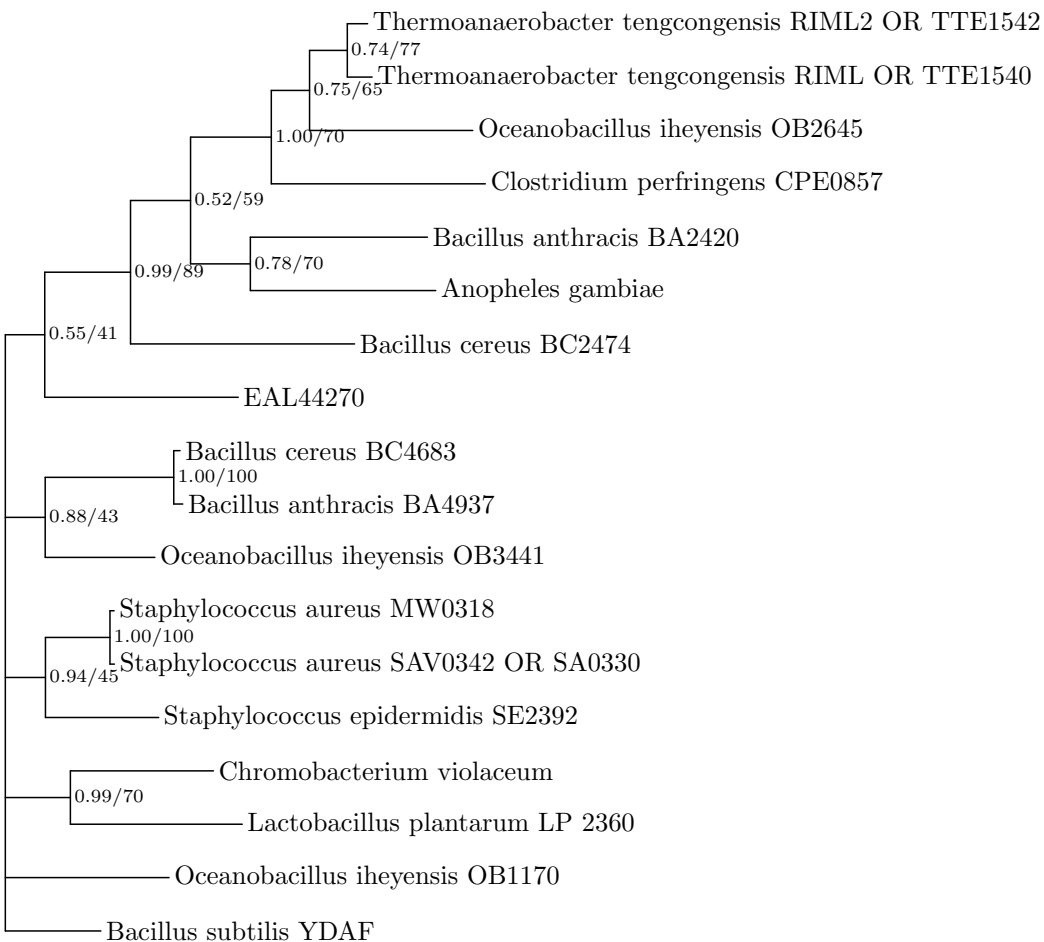 Thermoanaerobacter tengcongensis RIML2 OR TTE1542
0.74/77
Thermoanaerobacter tengcongensis RIML OR TTE1540
0.75/65
Oceanobacillus iheyensis OB2645
1.00/70
Clostridium perfringens CPE0857
0.52/59
Bacillus anthracis BA2420
0.78/70
0.99/89
Anopheles gambiae
0.55/41
Bacillus cereus BC2474
EAL44270
Bacillus cereus BC4683
1.00/100
Bacillus anthracis BA4937
0.88/43
Oceanobacillus iheyensis OB3441
Staphylococcus aureus MW0318
1.00/100
Staphylococcus aureus SAV0342 OR SA0330
0.94/45
Staphylococcus epidermidis SE2392
Chromobacterium violaceum
0.99/70
Lactobacillus plantarum LP 2360
Oceanobacillus iheyensis OB1170
Bacillus subtilis YDAF